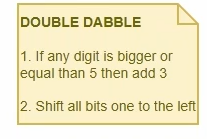 DOUBLE DABBLE
1. If any digit is bigger or
equal than 5 then add 3
2. Shift all bits one to the left